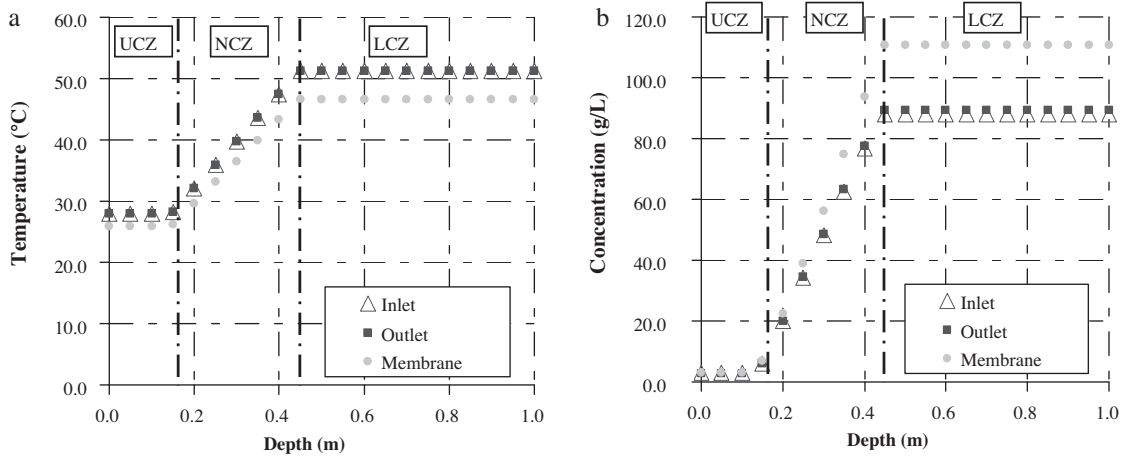 a
60.0
50.0
40.0
30.0
20.0
10.0
0.0
Temperature (°C)
UCZ
NCZ
LCZ
Inlet
Outlet
Membrane
0.0 0.2 0.4 0.6 0.8 1.0
Depth (m)
b
120.0
100.0
80.0
60.0
40.0
20.0
0.0
Concentration (g/L)
UCZ
NCZ
LCZ
Inlet
Outlet
Membrane
0.0 0.2 0.4 0.6 0.8 1.0
Depth (m)